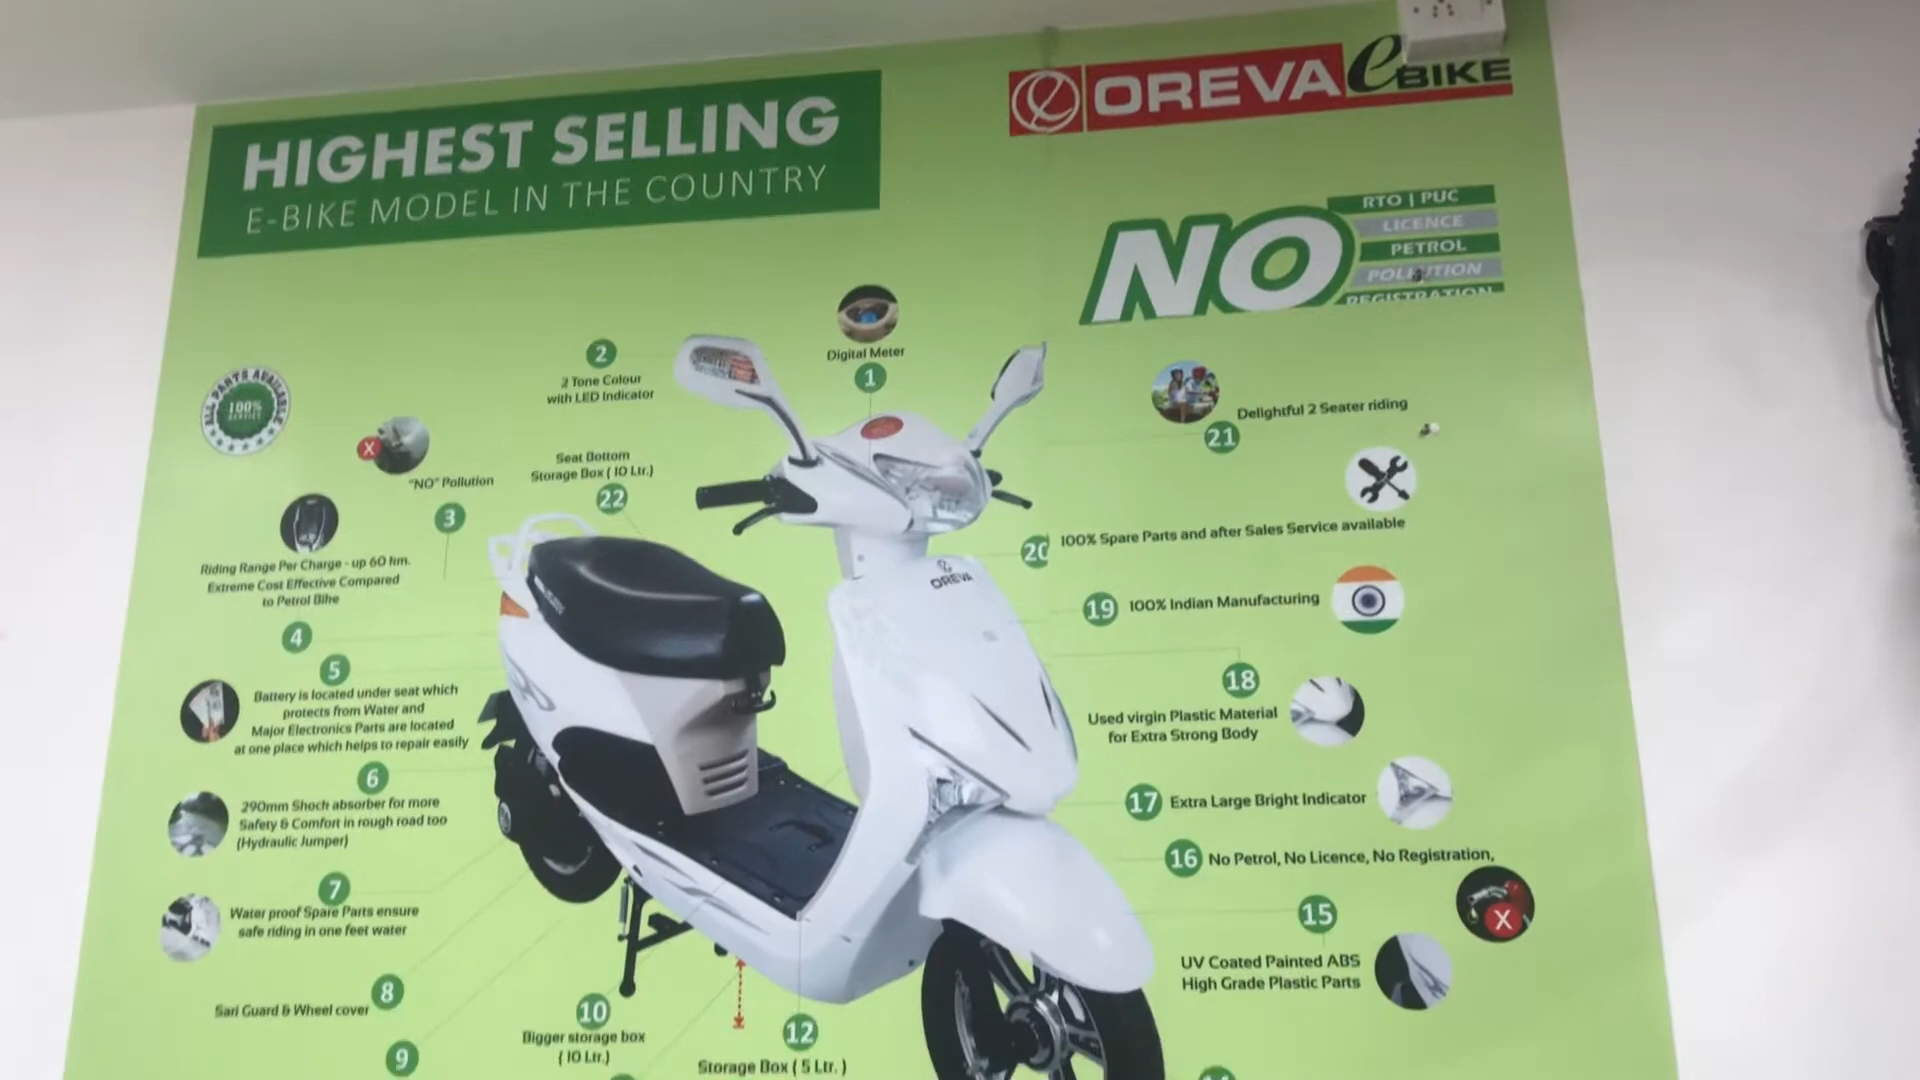 HIGHEST SELLING
E-BIKE MODEL IN THE COUNTRY
OREVA eBIKE
NO
RTO | PUC
LICENCE
PETROL
POLLUTION
REGISTRATION
ALL PARTS AVAILABLE
100%
Digital Meter
1
2
2 Tone Colour
with LED Indicator
"NO" Pollution
3
Seat Bottom
Storage Box ( 10 Ltr.)
22
Riding Range Per Charge - up 60 km.
Extreme Cost Effective Compared
to Petrol Bike
4
5
Battery is located under seat which
protects from Water and
Major Electronics Parts are located
at one place which helps to repair easily
6
290mm Shock absorber for more
Safety & Comfort in rough road too
(Hydraulic Jumper)
7
Water proof Spare Parts ensure
safe riding in one feet water
Sari Guard & Wheel cover 8
9
10
Bigger storage box
( 10 Ltr.)
12
Storage Box ( 5 Ltr. )
OREVA
Delightful 2 Seater riding
21
20 100% Spare Parts and after Sales Service available
19 100% Indian Manufacturing
18
Used virgin Plastic Material
for Extra Strong Body
17 Extra Large Bright Indicator
16 No Petrol, No Licence, No Registration,
X
X
15
UV Coated Painted ABS
High Grade Plastic Parts